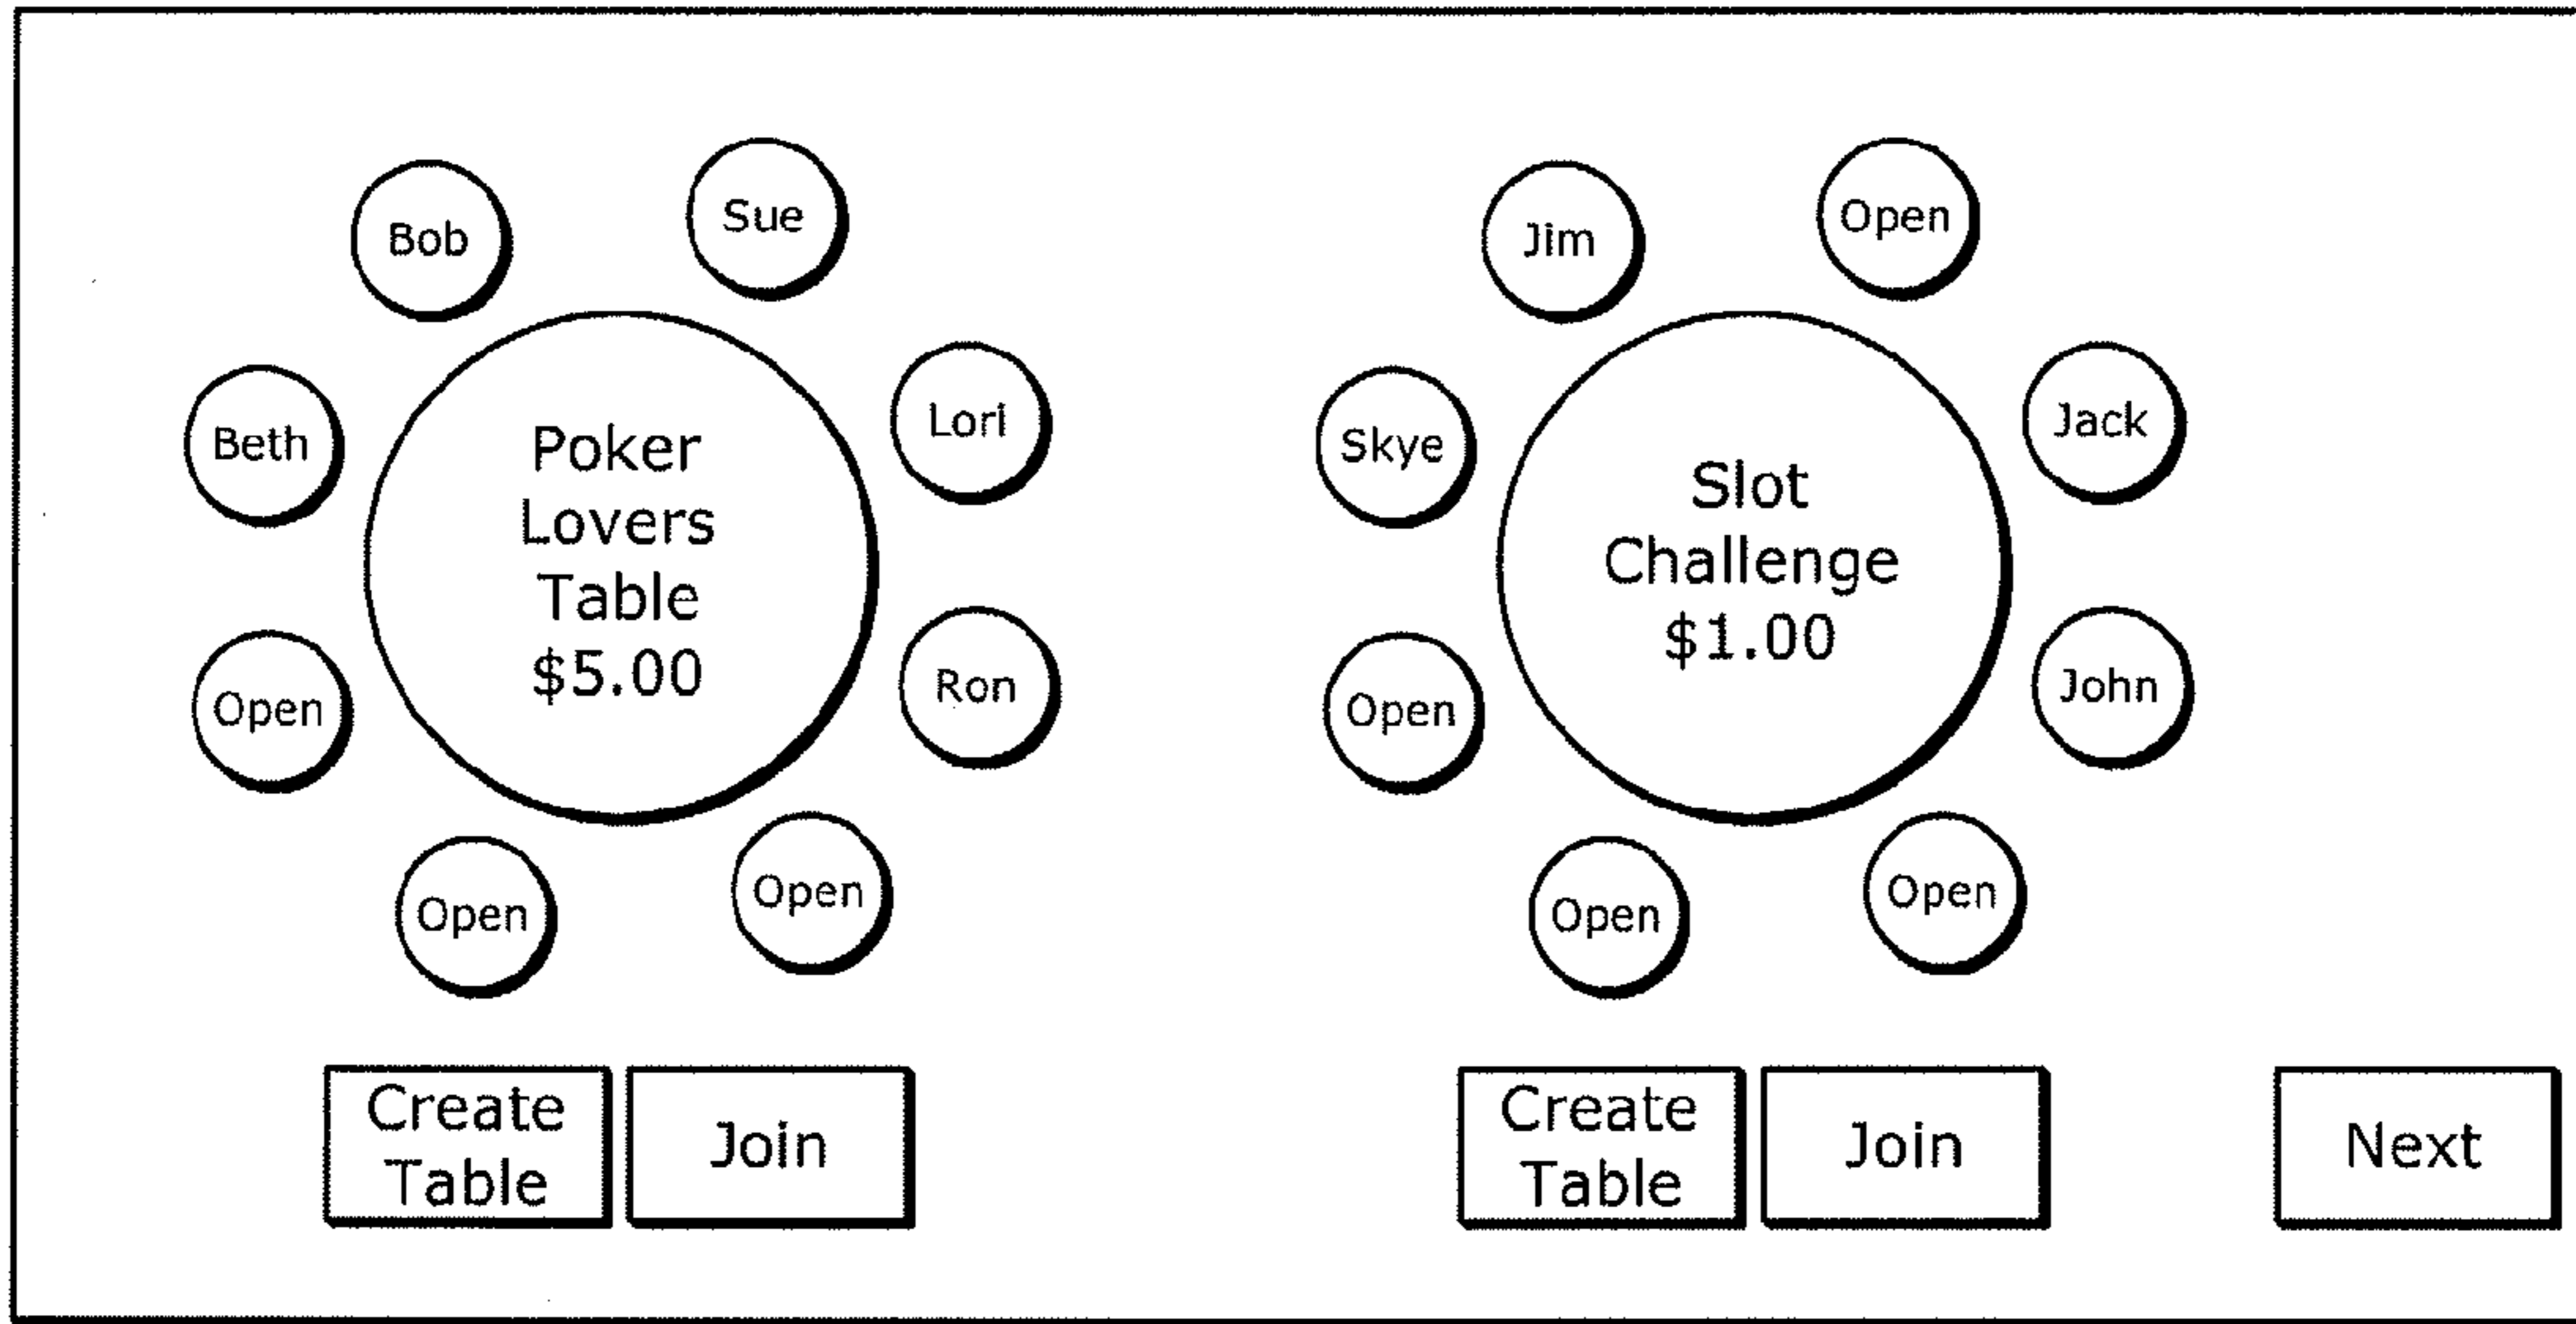 Bob
Sue
Beth
Lori
Poker
Lovers
Table
$5.00
Open
Ron
Open
Open
Create
Table
Join
Jim
Open
Skye
Jack
Slot
Challenge
$1.00
Open
John
Open
Open
Create
Table
Join
Next